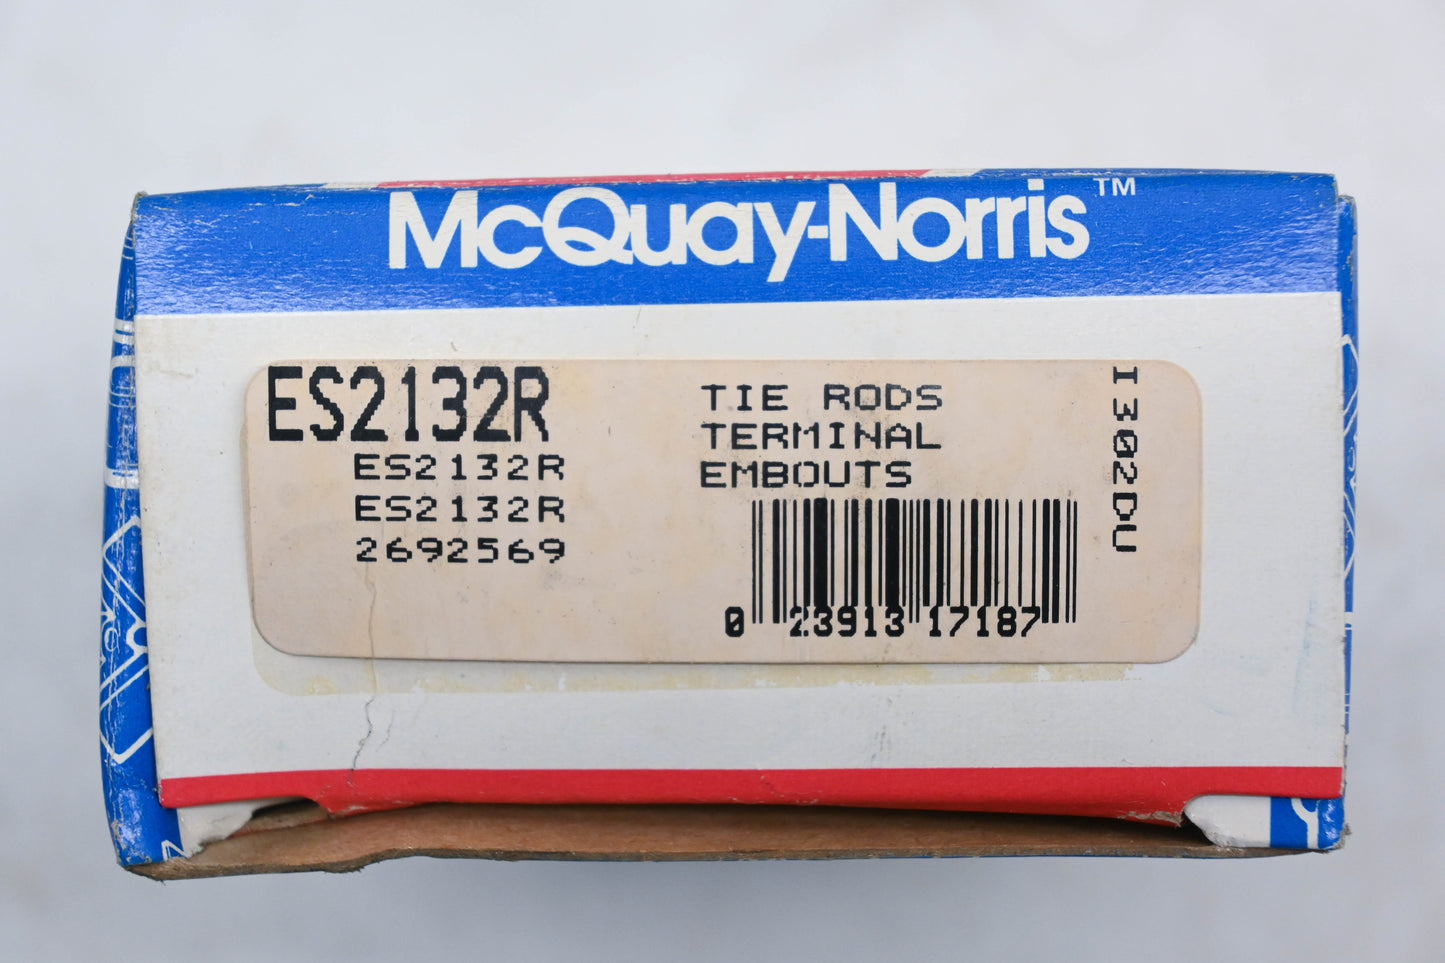 McQuay-Norris™
ES2132R
ES2132R
ES2132R
2692569
TIE RODS
TERMINAL
EMBOUTS
I302DU
0 23913 17187